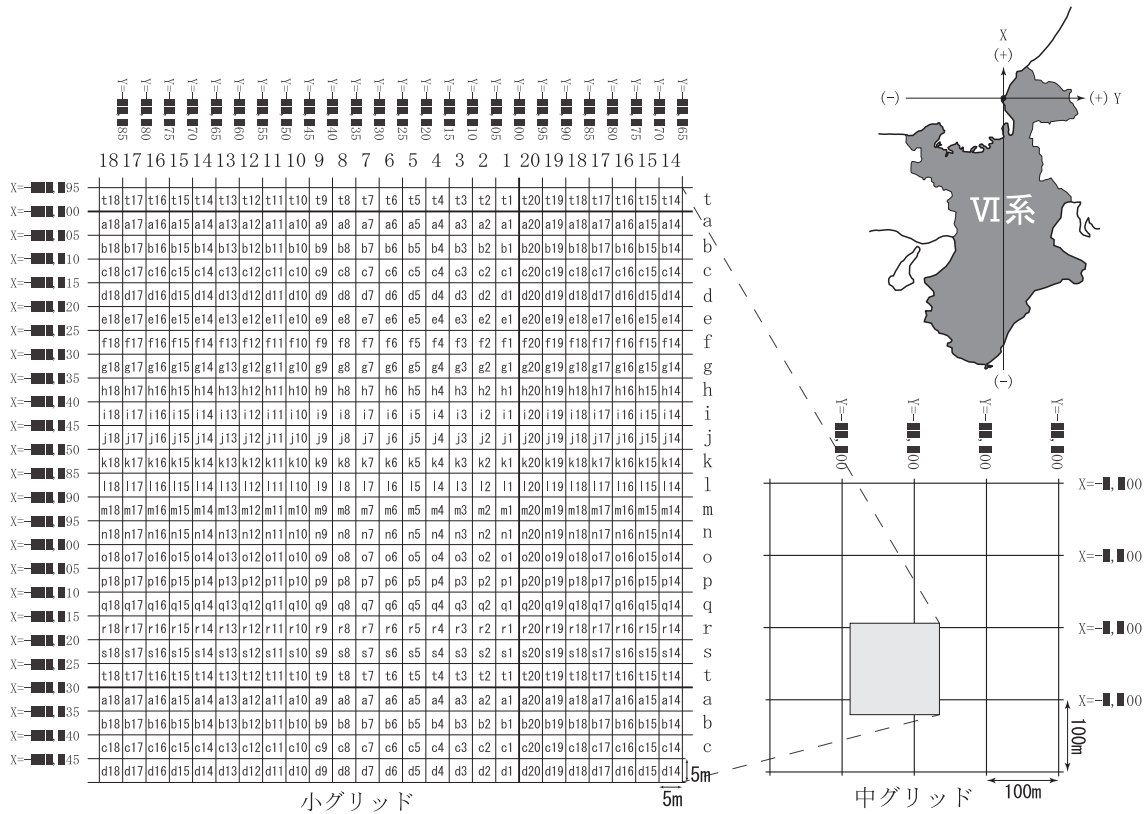 Y=-■■,■85 Y=-■■,■80 Y=-■■,■75 Y=-■■,■70 Y=-■■,■65 Y=-■■,■60 Y=-■■,■55 Y=-■■,■50 Y=-■■,■45 Y=-■■,■40 Y=-■■,■35 Y=-■■,■30 Y=-■■,■25 Y=-■■,■20 Y=-■■,■15 Y=-■■,■10 Y=-■■,■05 Y=-■■,■00 Y=-■■,■95 Y=-■■,■90 Y=-■■,■85 Y=-■■,■80 Y=-■■,■75 Y=-■■,■70 Y=-■■,■65
18 17 16 15 14 13 12 11 10 9 8 7 6 5 4 3 2 1 20 19 18 17 16 15 14
X=-■■■,■95
t18 t17 t16 t15 t14 t13 t12 t11 t10 t9 t8 t7 t6 t5 t4 t3 t2 t1 t20 t19 t18 t17 t16 t15 t14 t
X=-■■■,■00
a18 a17 a16 a15 a14 a13 a12 a11 a10 a9 a8 a7 a6 a5 a4 a3 a2 a1 a20 a19 a18 a17 a16 a15 a14 a
X=-■■■,■05
b18 b17 b16 b15 b14 b13 b12 b11 b10 b9 b8 b7 b6 b5 b4 b3 b2 b1 b20 b19 b18 b17 b16 b15 b14 b
X=-■■■,■10
c18 c17 c16 c15 c14 c13 c12 c11 c10 c9 c8 c7 c6 c5 c4 c3 c2 c1 c20 c19 c18 c17 c16 c15 c14 c
X=-■■■,■15
d18 d17 d16 d15 d14 d13 d12 d11 d10 d9 d8 d7 d6 d5 d4 d3 d2 d1 d20 d19 d18 d17 d16 d15 d14 d
X=-■■■,■20
e18 e17 e16 e15 e14 e13 e12 e11 e10 e9 e8 e7 e6 e5 e4 e3 e2 e1 e20 e19 e18 e17 e16 e15 e14 e
X=-■■■,■25
f18 f17 f16 f15 f14 f13 f12 f11 f10 f9 f8 f7 f6 f5 f4 f3 f2 f1 f20 f19 f18 f17 f16 f15 f14 f
X=-■■■,■30
g18 g17 g16 g15 g14 g13 g12 g11 g10 g9 g8 g7 g6 g5 g4 g3 g2 g1 g20 g19 g18 g17 g16 g15 g14 g
X=-■■■,■35
h18 h17 h16 h15 h14 h13 h12 h11 h10 h9 h8 h7 h6 h5 h4 h3 h2 h1 h20 h19 h18 h17 h16 h15 h14 h
X=-■■■,■40
i18 i17 i16 i15 i14 i13 i12 i11 i10 i9 i8 i7 i6 i5 i4 i3 i2 i1 i20 i19 i18 i17 i16 i15 i14 i
X=-■■■,■45
j18 j17 j16 j15 j14 j13 j12 j11 j10 j9 j8 j7 j6 j5 j4 j3 j2 j1 j20 j19 j18 j17 j16 j15 j14 j
X=-■■■,■50
k18 k17 k16 k15 k14 k13 k12 k11 k10 k9 k8 k7 k6 k5 k4 k3 k2 k1 k20 k19 k18 k17 k16 k15 k14 k
X=-■■■,■85
l18 l17 l16 l15 l14 l13 l12 l11 l10 l9 l8 l7 l6 l5 l4 l3 l2 l1 l20 l19 l18 l17 l16 l15 l14 l
X=-■■■,■90
m18 m17 m16 m15 m14 m13 m12 m11 m10 m9 m8 m7 m6 m5 m4 m3 m2 m1 m20 m19 m18 m17 m16 m15 m14 m
X=-■■■,■95
n18 n17 n16 n15 n14 n13 n12 n11 n10 n9 n8 n7 n6 n5 n4 n3 n2 n1 n20 n19 n18 n17 n16 n15 n14 n
X=-■■■,■00
o18 o17 o16 o15 o14 o13 o12 o11 o10 o9 o8 o7 o6 o5 o4 o3 o2 o1 o20 o19 o18 o17 o16 o15 o14 o
X=-■■■,■05
p18 p17 p16 p15 p14 p13 p12 p11 p10 p9 p8 p7 p6 p5 p4 p3 p2 p1 p20 p19 p18 p17 p16 p15 p14 p
X=-■■■,■10
q18 q17 q16 q15 q14 q13 q12 q11 q10 q9 q8 q7 q6 q5 q4 q3 q2 q1 q20 q19 q18 q17 q16 q15 q14 q
X=-■■■,■15
r18 r17 r16 r15 r14 r13 r12 r11 r10 r9 r8 r7 r6 r5 r4 r3 r2 r1 r20 r19 r18 r17 r16 r15 r14 r
X=-■■■,■20
s18 s17 s16 s15 s14 s13 s12 s11 s10 s9 s8 s7 s6 s5 s4 s3 s2 s1 s20 s19 s18 s17 s16 s15 s14 s
X=-■■■,■25
t18 t17 t16 t15 t14 t13 t12 t11 t10 t9 t8 t7 t6 t5 t4 t3 t2 t1 t20 t19 t18 t17 t16 t15 t14 t
X=-■■■,■30
a18 a17 a16 a15 a14 a13 a12 a11 a10 a9 a8 a7 a6 a5 a4 a3 a2 a1 a20 a19 a18 a17 a16 a15 a14 a
X=-■■■,■35
b18 b17 b16 b15 b14 b13 b12 b11 b10 b9 b8 b7 b6 b5 b4 b3 b2 b1 b20 b19 b18 b17 b16 b15 b14 b
X=-■■■,■40
c18 c17 c16 c15 c14 c13 c12 c11 c10 c9 c8 c7 c6 c5 c4 c3 c2 c1 c20 c19 c18 c17 c16 c15 c14 c
X=-■■■,■45
d18 d17 d16 d15 d14 d13 d12 d11 d10 d9 d8 d7 d6 d5 d4 d3 d2 d1 d20 d19 d18 d17 d16 d15 d14
5m
5m
小グリッド
X
(+)
(-)
(+) Y
Ⅵ系
(-)
Y=-■■,■00 Y=-■■,■00 Y=-■■,■00 Y=-■■,■00
X=-■,■00
X=-■,■00
X=-■,■00
X=-■,■00
100m
100m
中グリッド